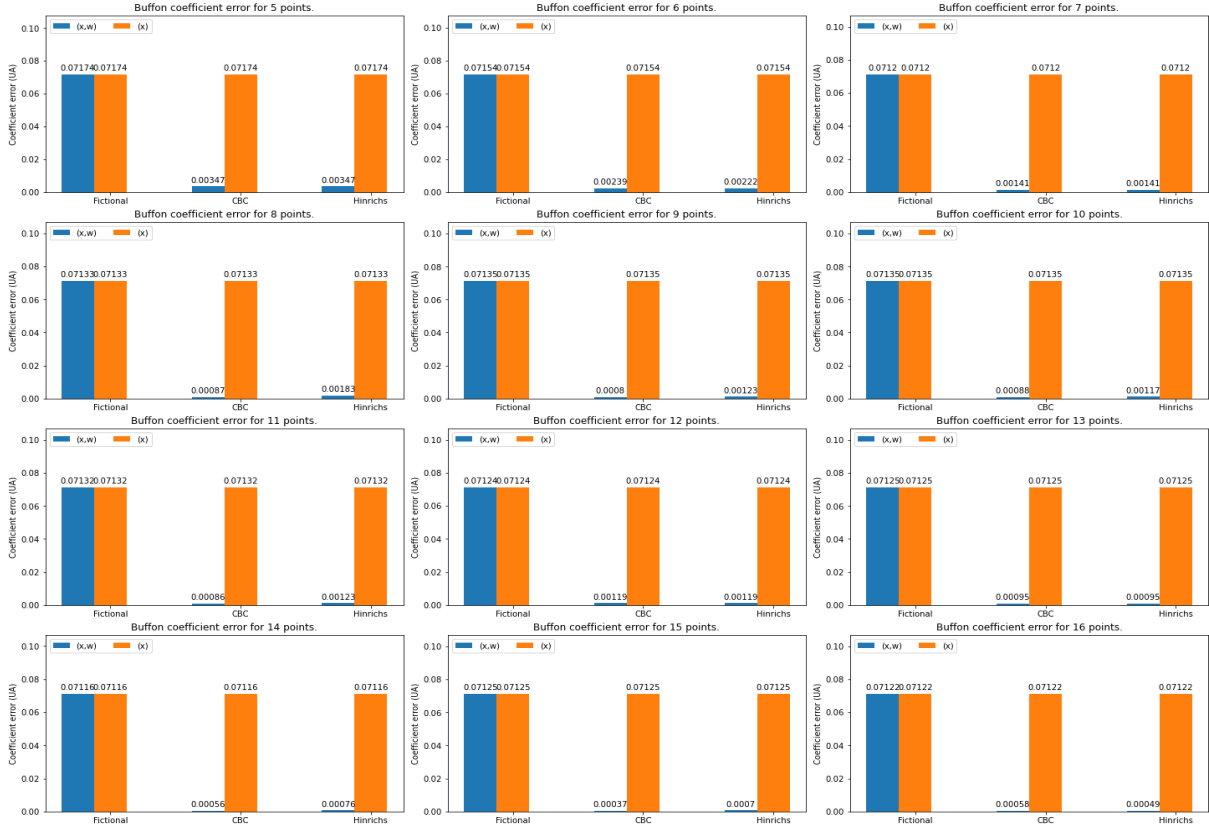 Buffon coefficient error for 5 points.
(x,w) (x)
Coefficient error (UA)
0.10
0.08
0.06
0.04
0.02
0.00
0.07174 0.07174 0.07174 0.07174
0.00347 0.00347
Fictional CBC Hinrichs
Buffon coefficient error for 6 points.
(x,w) (x)
Coefficient error (UA)
0.10
0.08
0.06
0.04
0.02
0.00
0.07154 0.07154 0.07154 0.07154
0.00239 0.00222
Fictional CBC Hinrichs
Buffon coefficient error for 7 points.
(x,w) (x)
Coefficient error (UA)
0.10
0.08
0.06
0.04
0.02
0.00
0.0712 0.0712 0.0712 0.0712
0.00141 0.00141
Fictional CBC Hinrichs
Buffon coefficient error for 8 points.
(x,w) (x)
Coefficient error (UA)
0.10
0.08
0.06
0.04
0.02
0.00
0.07133 0.07133 0.07133 0.07133
0.00087 0.00183
Fictional CBC Hinrichs
Buffon coefficient error for 9 points.
(x,w) (x)
Coefficient error (UA)
0.10
0.08
0.06
0.04
0.02
0.00
0.07135 0.07135 0.07135 0.07135
0.0008 0.00123
Fictional CBC Hinrichs
Buffon coefficient error for 10 points.
(x,w) (x)
Coefficient error (UA)
0.10
0.08
0.06
0.04
0.02
0.00
0.07135 0.07135 0.07135 0.07135
0.00088 0.00117
Fictional CBC Hinrichs
Buffon coefficient error for 11 points.
(x,w) (x)
Coefficient error (UA)
0.10
0.08
0.06
0.04
0.02
0.00
0.07132 0.07132 0.07132 0.07132
0.00086 0.00123
Fictional CBC Hinrichs
Buffon coefficient error for 12 points.
(x,w) (x)
Coefficient error (UA)
0.10
0.08
0.06
0.04
0.02
0.00
0.07124 0.07124 0.07124 0.07124
0.00119 0.00119
Fictional CBC Hinrichs
Buffon coefficient error for 13 points.
(x,w) (x)
Coefficient error (UA)
0.10
0.08
0.06
0.04
0.02
0.00
0.07125 0.07125 0.07125 0.07125
0.00095 0.00095
Fictional CBC Hinrichs
Buffon coefficient error for 14 points.
(x,w) (x)
Coefficient error (UA)
0.10
0.08
0.06
0.04
0.02
0.00
0.07116 0.07116 0.07116 0.07116
0.00056 0.00076
Fictional CBC Hinrichs
Buffon coefficient error for 15 points.
(x,w) (x)
Coefficient error (UA)
0.10
0.08
0.06
0.04
0.02
0.00
0.07125 0.07125 0.07125 0.07125
0.00037 0.0007
Fictional CBC Hinrichs
Buffon coefficient error for 16 points.
(x,w) (x)
Coefficient error (UA)
0.10
0.08
0.06
0.04
0.02
0.00
0.07122 0.07122 0.07122 0.07122
0.00058 0.00049
Fictional CBC Hinrichs